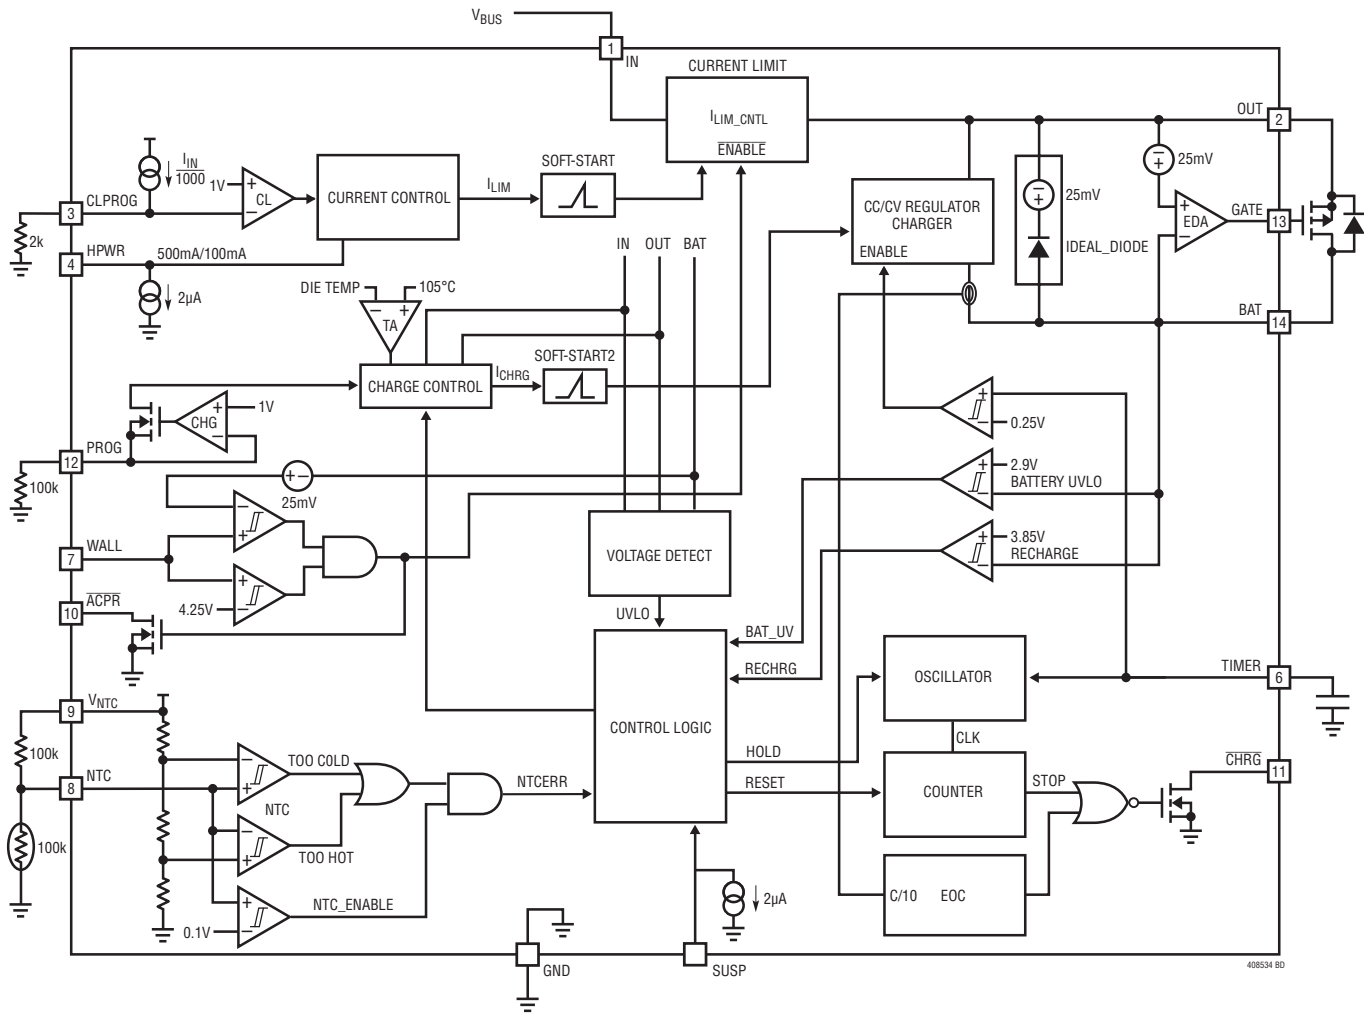 VBUS
1
IN
CURRENT LIMIT
ILIM_CNTL
ENABLE
OUT
2
IIN
1000
1V
+
CL
−
CURRENT CONTROL
ILIM
SOFT-START
CC/CV REGULATOR
CHARGER
ENABLE
25mV
IDEAL_DIODE
25mV
+
EDA
−
GATE
13
CLPROG
3
2k
HPWR
4
500mA/100mA
2µA
IN
OUT
BAT
DIE TEMP
105°C
− +
TA
BAT
14
CHARGE CONTROL
ICHRG
SOFT-START2
1V
+
CHG
−
PROG
12
100k
+−
25mV
+
−
0.25V
2.9V
BATTERY UVLO
+
−
3.85V
RECHARGE
+
−
WALL
7
−
+
+
−
4.25V
ACPR
10
VOLTAGE DETECT
UVLO
BAT_UV
RECHRG
CONTROL LOGIC
HOLD
RESET
OSCILLATOR
CLK
COUNTER
STOP
C/10 EOC
TIMER
6
CHRG
11
VNTC
9
100k
NTC
8
100k
−
+
TOO C0LD
NTC
−
+
TOO HOT
NTCERR
+
−
NTC_ENABLE
0.1V
2µA
GND
SUSP
408534 BD